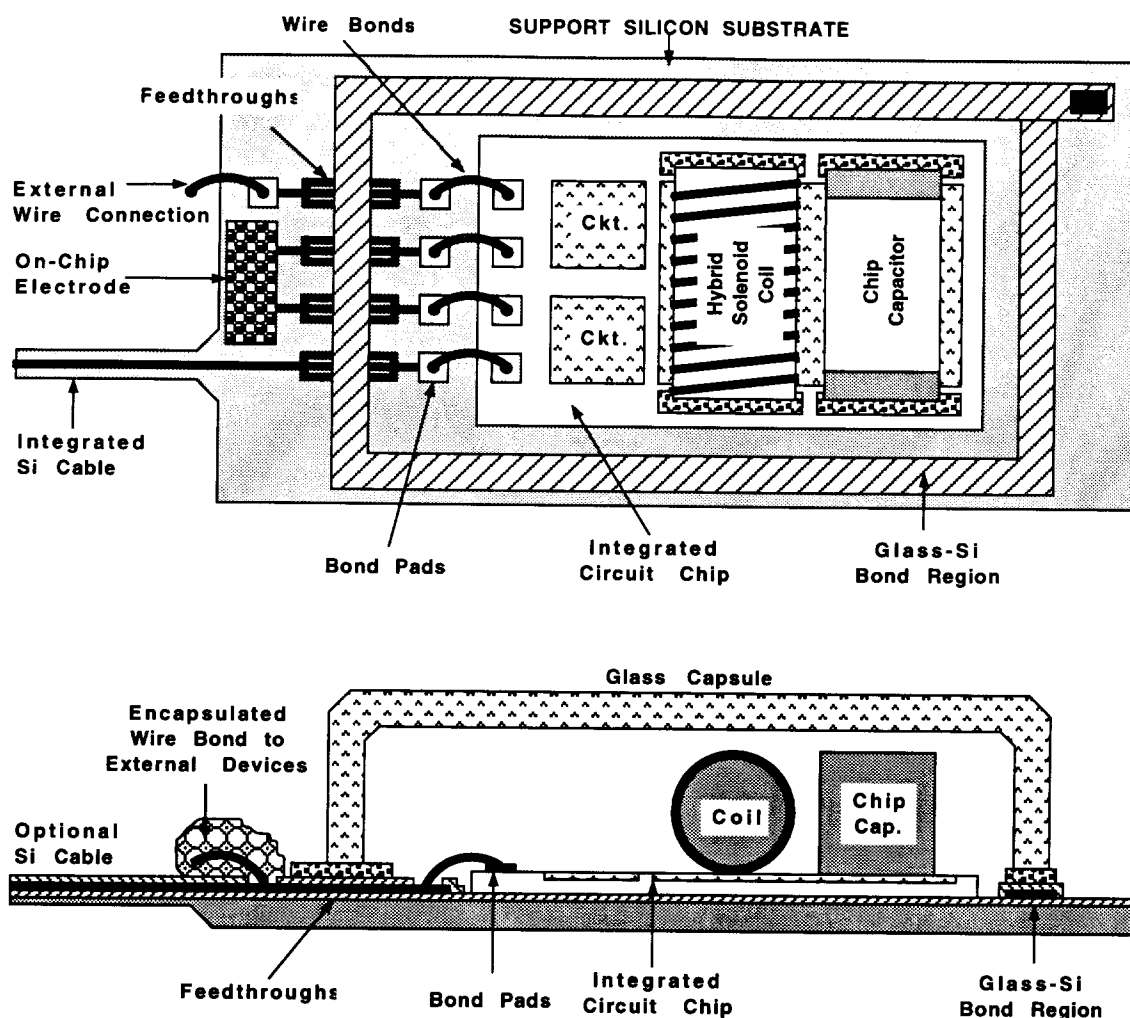 Wire Bonds
SUPPORT SILICON SUBSTRATE
Feedthroughs
External
Wire Connection
On-Chip
Electrode
Integrated
Si Cable
Ckt.
Ckt.
Hybrid
Solenoid
Coil
Chip
Capacitor
Bond Pads
Integrated
Circuit Chip
Glass-Si
Bond Region
Glass Capsule
Encapsulated
Wire Bond to
External Devices
Optional
Si Cable
Coil
Chip
Cap.
Feedthroughs
Bond Pads
Integrated
Circuit Chip
Glass-Si
Bond Region